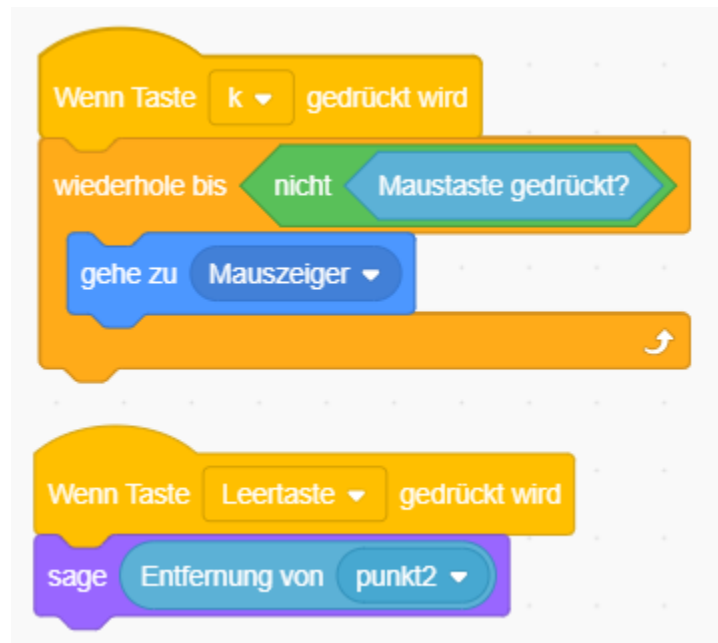 Wenn Taste k gedrückt wird
wiederhole bis nicht Maustaste gedrückt?
gehe zu Mauszeiger
Wenn Taste Leertaste gedrückt wird
sage Entfernung von punkt2